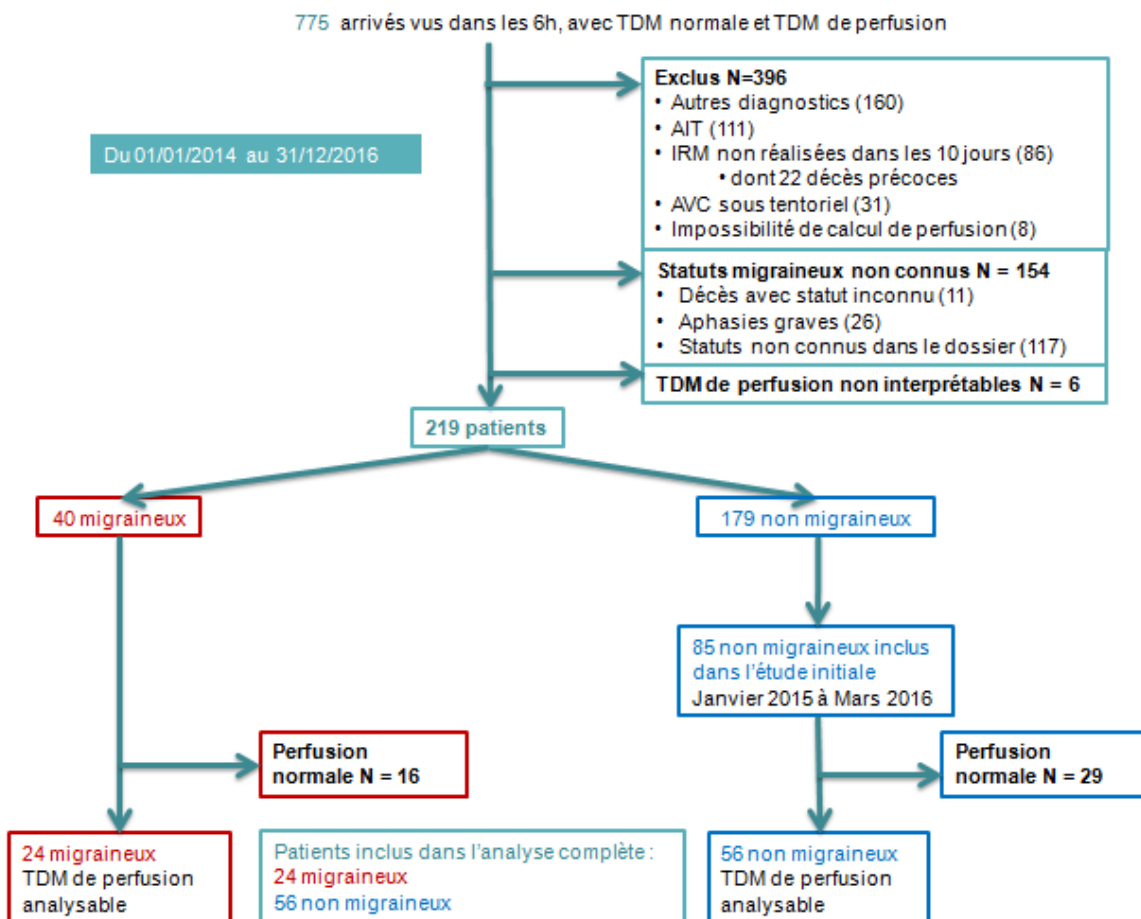 775 arrivés vus dans les 6h, avec TDM normale et TDM de perfusion
Exclus N=396
• Autres diagnostics (160)
• AIT (111)
• IRM non réalisées dans les 10 jours (86)
• dont 22 décès précoces
• AVC sous tentoriel (31)
• Impossibilité de calcul de perfusion (8)
Du 01/01/2014 au 31/12/2016
Statuts migraineux non connus N = 154
• Décès avec statut inconnu (11)
• Aphasies graves (26)
• Statuts non connus dans le dossier (117)
TDM de perfusion non interprétables N = 6
219 patients
40 migraineux
179 non migraineux
85 non migraineux inclus
dans l'étude initiale
Janvier 2015 à Mars 2016
Perfusion
normale N = 16
Perfusion
normale N = 29
24 migraineux
TDM de perfusion
analysable
Patients inclus dans l'analyse complète :
24 migraineux
56 non migraineux
56 non migraineux
TDM de perfusion
analysable